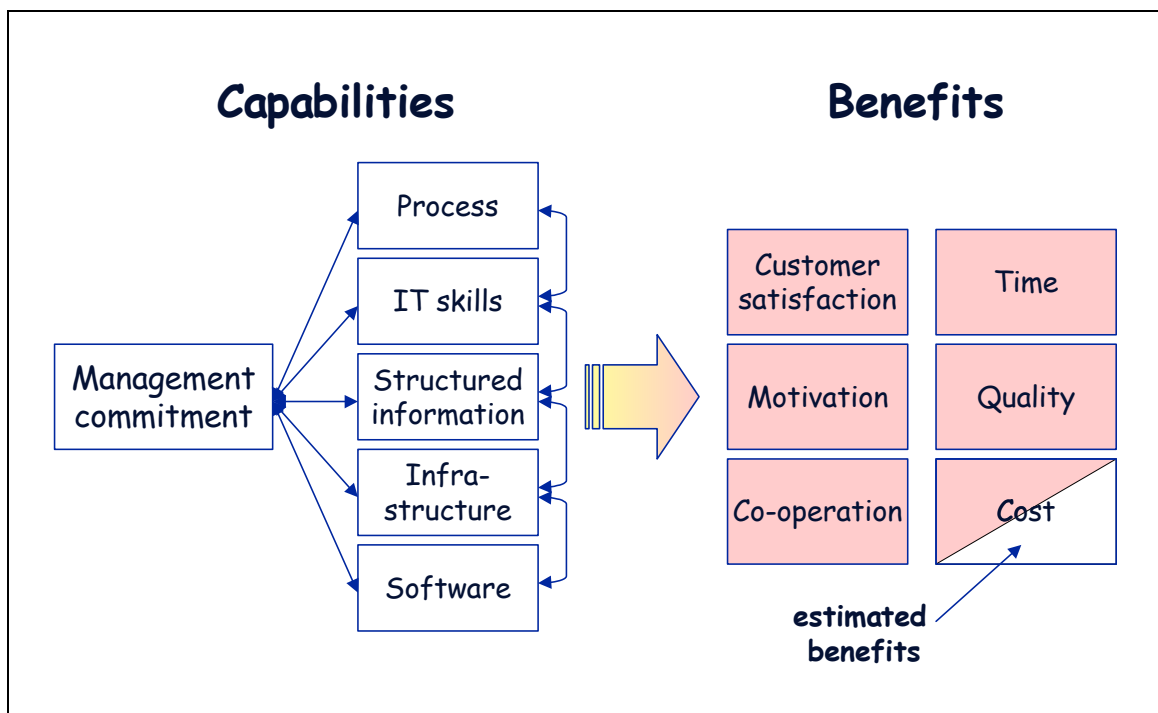 Capabilities
Benefits
Process
IT skills
Structured
information
Infra-
structure
Software
Management
commitment
Customer
satisfaction
Time
Motivation
Quality
Co-operation
Cost
estimated
benefits